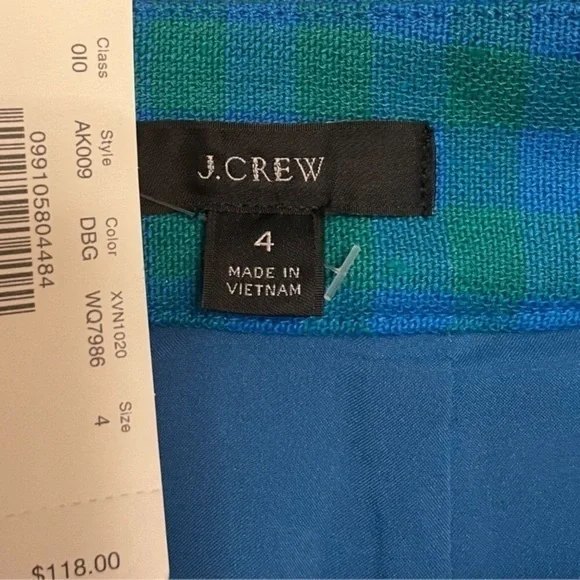 Class Style Color XVN1020 Size
010 AK009 DBG WQ7986 4
099105804484
$118.00
J.CREW
4
MADE IN
VIETNAM